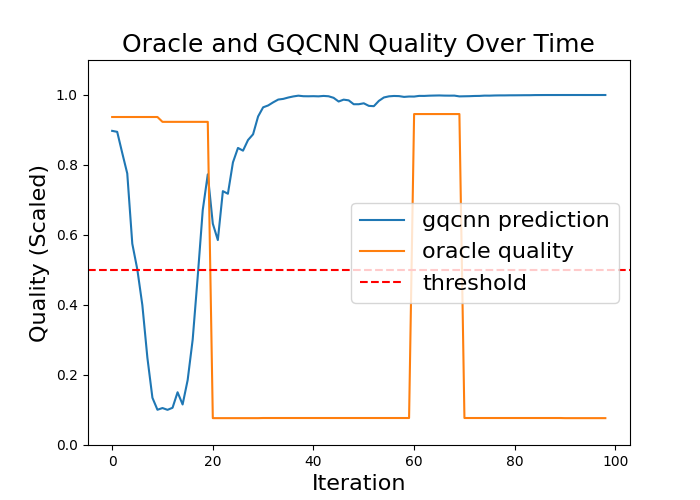 Oracle and GQCNN Quality Over Time
Quality (Scaled)
1.0
0.8
0.6
0.4
0.2
0.0
gqcnn prediction
oracle quality
threshold
0 20 40 60 80 100
Iteration